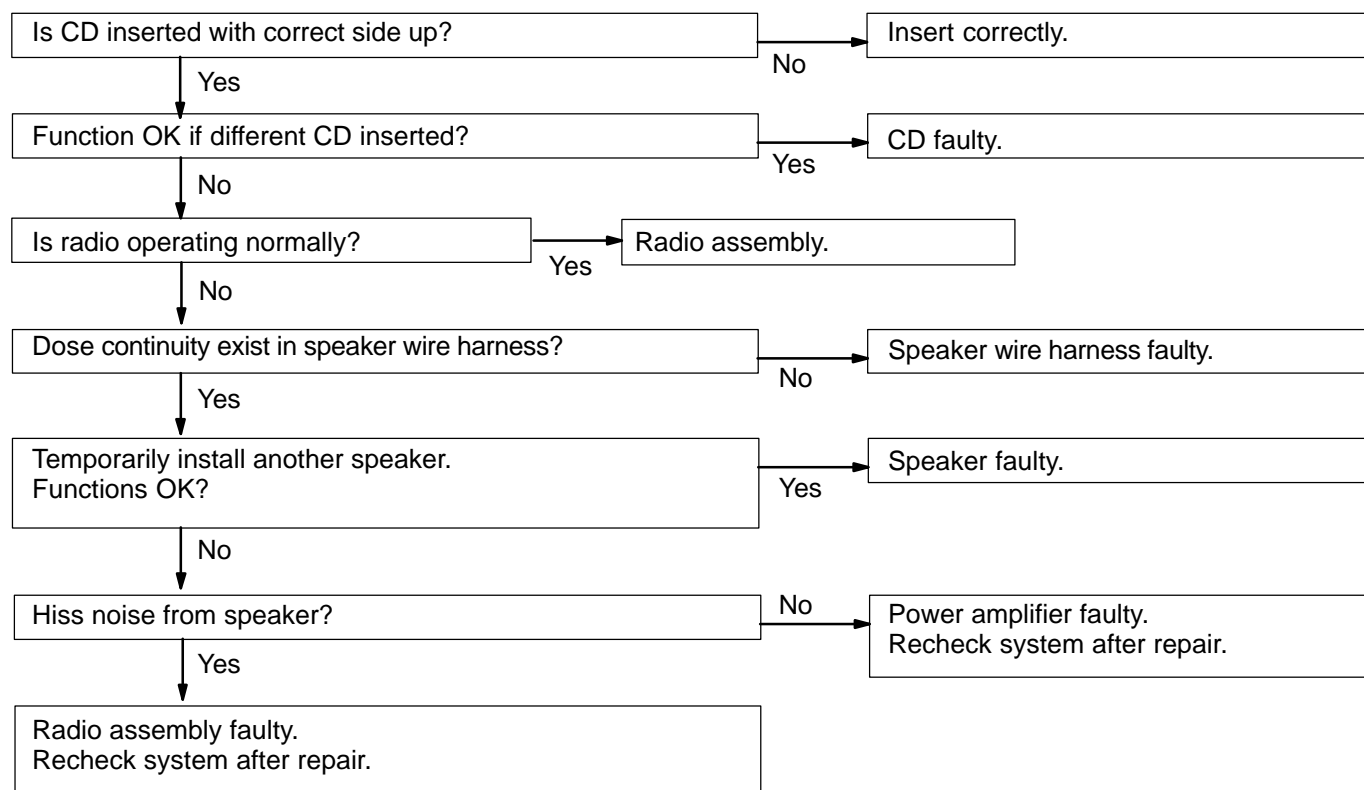 Is CD inserted with correct side up?
No
Insert correctly.
Yes
Function OK if different CD inserted?
Yes
CD faulty.
No
Is radio operating normally?
Yes
Radio assembly.
No
Dose continuity exist in speaker wire harness?
No
Speaker wire harness faulty.
Yes
Temporarily install another speaker.
Functions OK?
Yes
Speaker faulty.
No
Hiss noise from speaker?
No
Power amplifier faulty.
Recheck system after repair.
Yes
Radio assembly faulty.
Recheck system after repair.